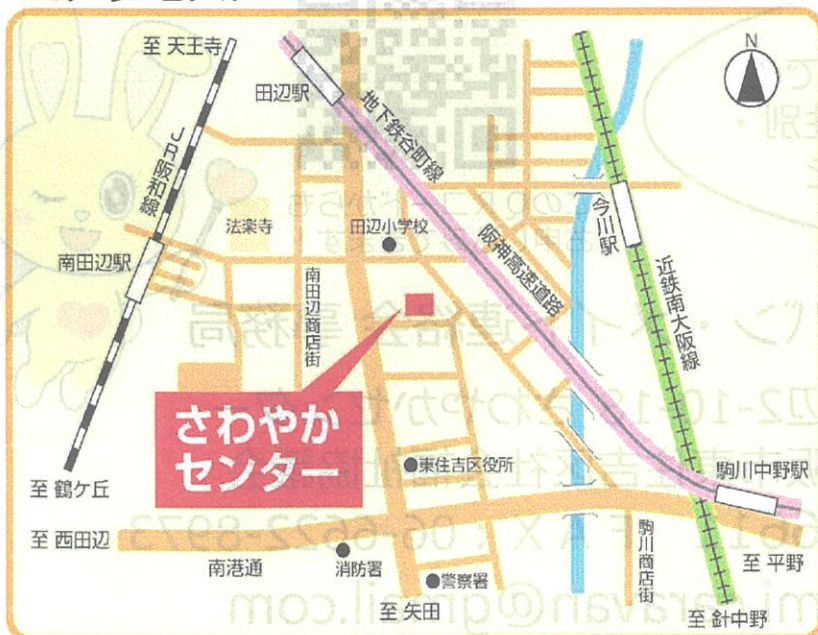 至 天王寺
N
田辺駅
地下鉄谷町線
JR阪和線
法楽寺
田辺小学校
今川駅
南田辺駅
阪神高速道路
南田辺商店街
近鉄南大阪線
さわやか
センター
東住吉区役所
駒川中野駅
至 鶴ケ丘
至 西田辺
南港通
消防署
駒川商店街
至 平野
警察署
至 矢田
至 針中野